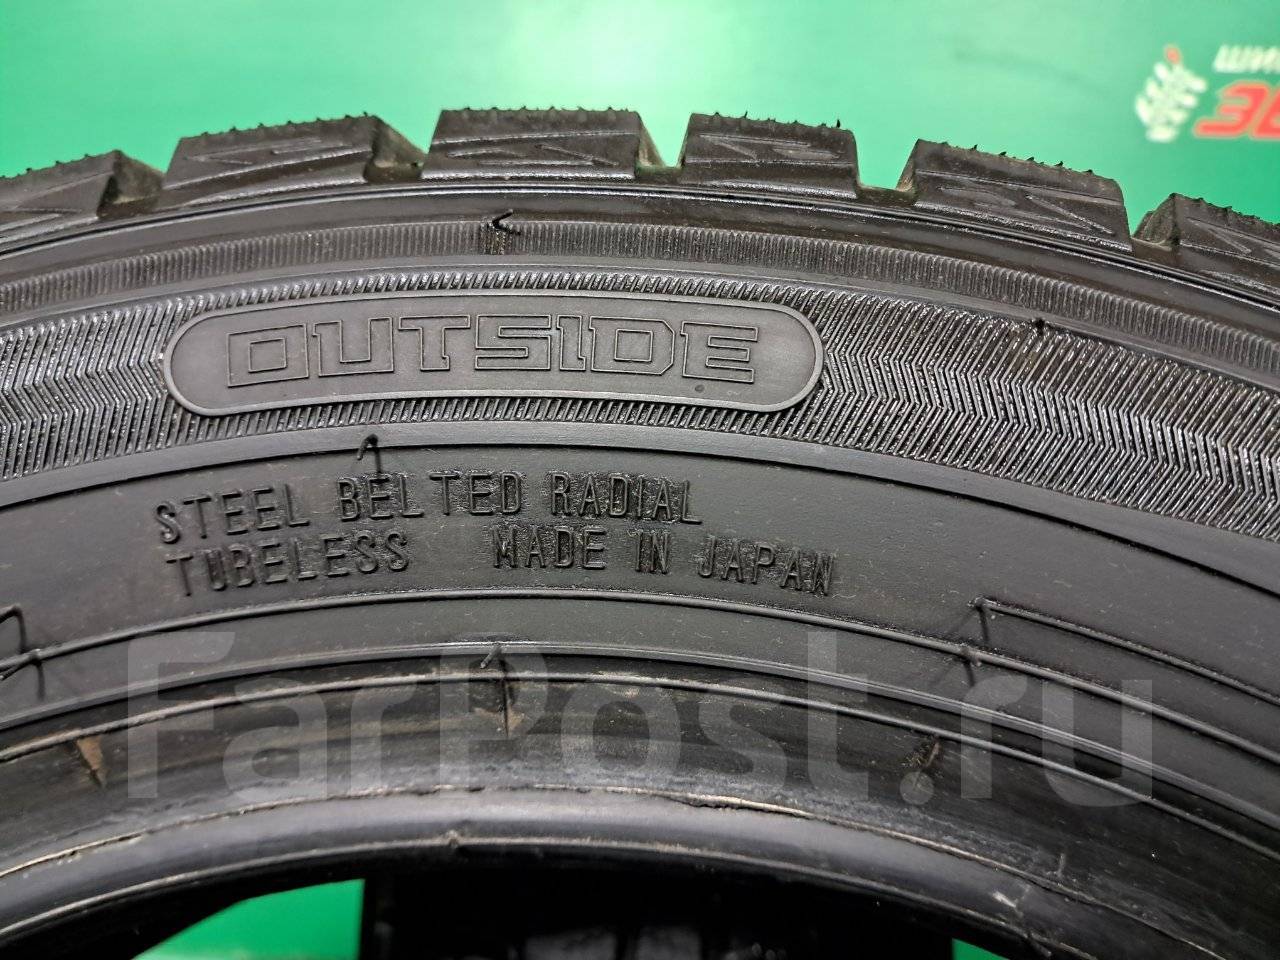 OUTSIDE
STEEL BELTED RADIAL
TUBELESS MADE IN JAPAN
FarPost.ru